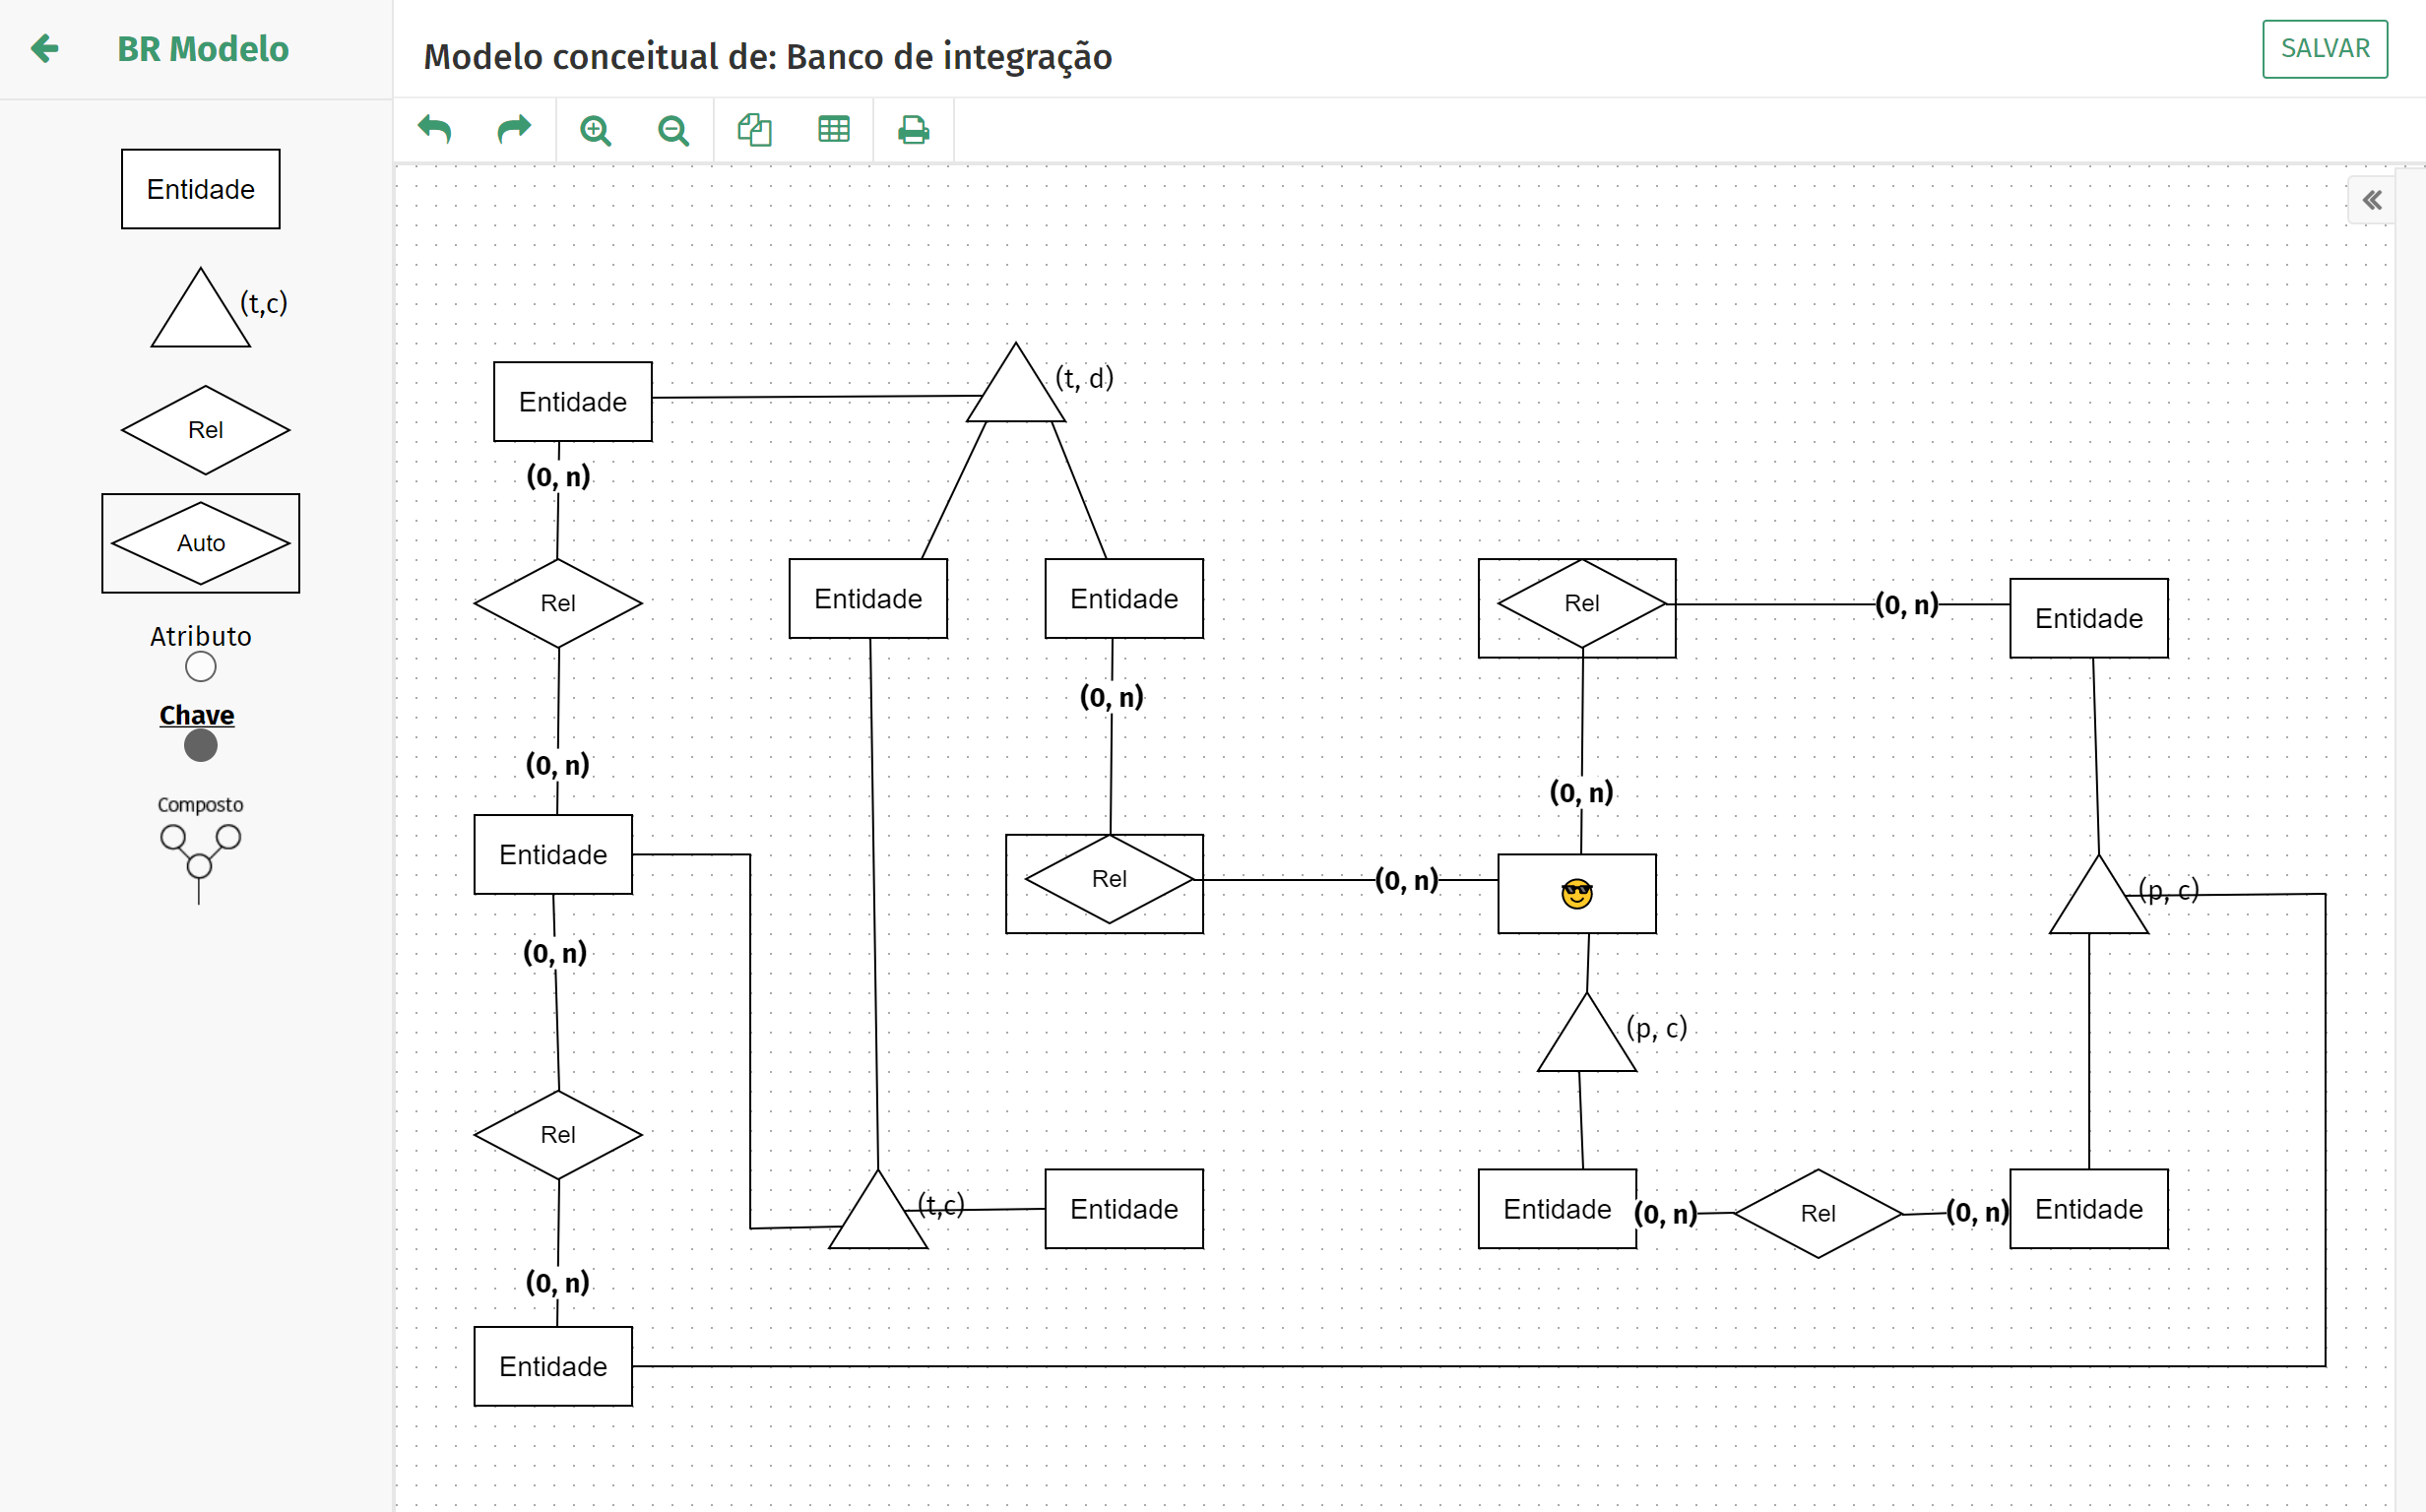 BR Modelo
Modelo conceitual de: Banco de integração
SALVAR
Entidade
(t,c)
Rel
Auto
Atributo
Chave
Composto
(t, d)
Entidade
(0, n)
Rel
Entidade
Entidade
Rel
(0, n)
Entidade
(0, n)
(0, n)
(0, n)
Entidade
Rel
(0, n)
😎
(p, c)
(0, n)
(p, c)
Rel
(t,c)
Entidade
Entidade
(0, n)
Rel
(0, n)
Entidade
(0, n)
Entidade